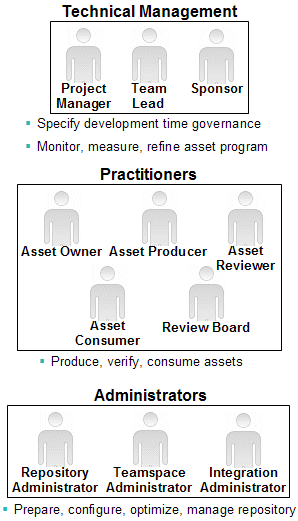 Technical Management
Project Team Sponsor
Manager Lead
▪ Specify development time governance
▪ Monitor, measure, refine asset program
Practitioners
Asset Owner Asset Producer Asset
Reviewer
Asset Review Board
Consumer
▪ Produce, verify, consume assets
Administrators
Repository Teamspace Integration
Administrator Administrator Administrator
▪ Prepare, configure, optimize, manage repository